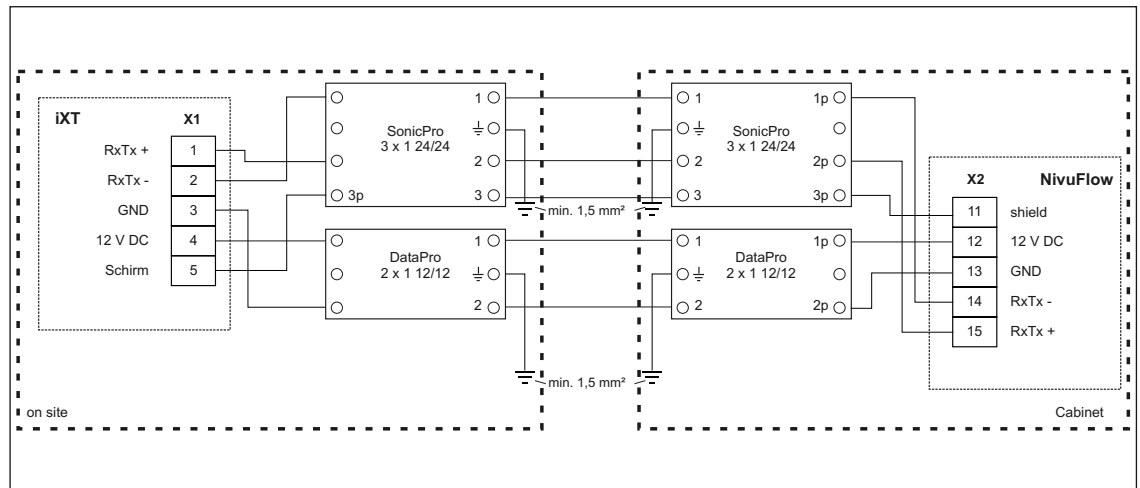 iXT
X1
RxTx +
1
RxTx -
2
GND
3
12 V DC
4
Schirm
5
3p
SonicPro
3 x 1 24/24
1
2
3
DataPro
2 x 1 12/12
1
2
min. 1,5 mm²
min. 1,5 mm²
on site
1
2
3
SonicPro
3 x 1 24/24
1p
2p
3p
1
2
DataPro
2 x 1 12/12
1p
2p
X2
NivuFlow
11
shield
12
12 V DC
13
GND
14
RxTx -
15
RxTx +
Cabinet